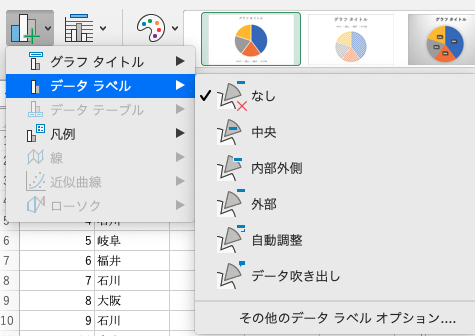 グラフ タイトル
データ ラベル
データ テーブル
凡例
線
近似曲線
ローソク
なし
中央
内部外側
外部
自動調整
データ吹き出し
その他のデータ ラベル オプション....
グラフ タイトル
グラフ タイトル
グラフ タイトル
5 4 石川
6 5 岐阜
7 6 福井
8 7 石川
9 8 大阪
10 9 石川